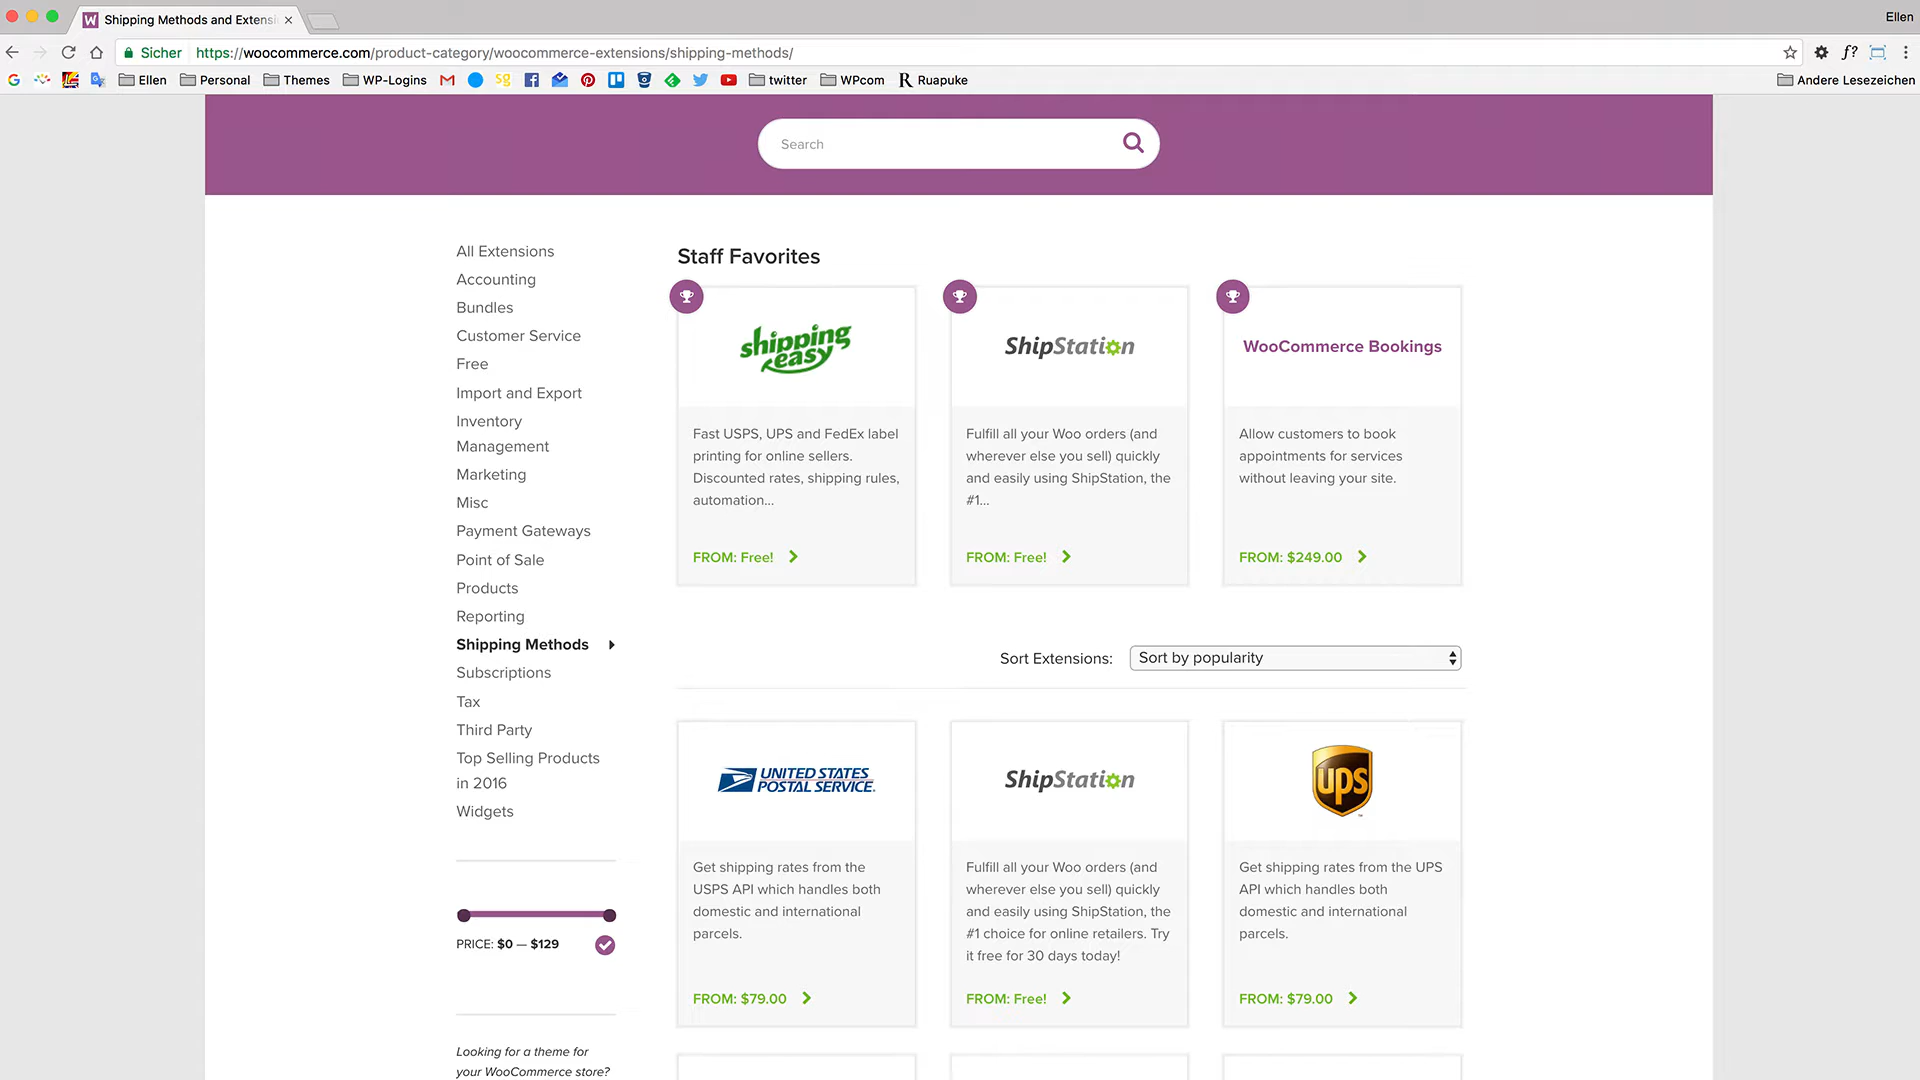 Shipping Methods and Extensi
Ellen
Sicher https://woocommerce.com/product-category/woocommerce-extensions/shipping-methods/
f?
Ellen Personal Themes WP-Logins sg twitter WPcom R Ruapuke Andere Lesezeichen
Search
All Extensions
Accounting
Bundles
Customer Service
Free
Import and Export
Inventory
Management
Marketing
Misc
Payment Gateways
Point of Sale
Products
Reporting
Shipping Methods
Subscriptions
Tax
Third Party
Top Selling Products
in 2016
Widgets
PRICE: $0 — $129
Looking for a theme for
your WooCommerce store?
Staff Favorites
shipping
easy
Fast USPS, UPS and FedEx label
printing for online sellers.
Discounted rates, shipping rules,
automation...
FROM: Free!
ShipStation
Fulfill all your Woo orders (and
wherever else you sell) quickly
and easily using ShipStation, the
#1...
FROM: Free!
WooCommerce Bookings
Allow customers to book
appointments for services
without leaving your site.
FROM: $249.00
Sort Extensions: Sort by popularity
UNITED STATES
POSTAL SERVICE.
Get shipping rates from the
USPS API which handles both
domestic and international
parcels.
FROM: $79.00
ShipStation
Fulfill all your Woo orders (and
wherever else you sell) quickly
and easily using ShipStation, the
#1 choice for online retailers. Try
it free for 30 days today!
FROM: Free!
ups
Get shipping rates from the UPS
API which handles both
domestic and international
parcels.
FROM: $79.00